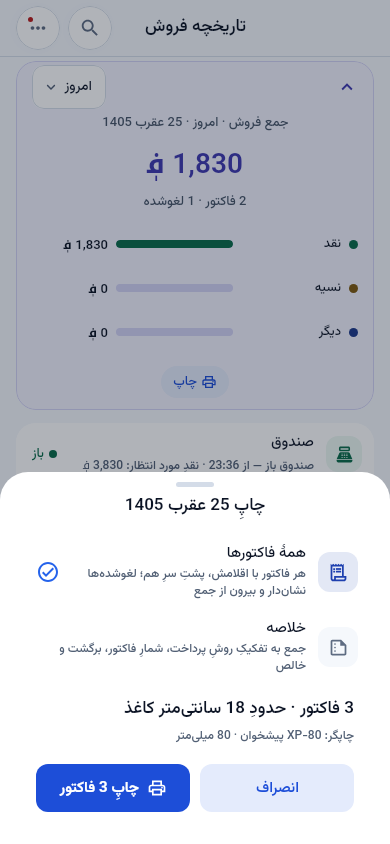 تاریخچه فروش
امروز
جمع فروش · امروز · 25 عقرب 1405
1,830 ؋
2 فاکتور · 1 لغوشده
نقد 1,830 ؋
نسیه 0 ؋
دیگر 0 ؋
چاپ
صندوق
باز
صندوق باز — از 23:36 · نقدِ مورد انتظار: 3,830 ؋
چاپِ 25 عقرب 1405
همهٔ فاکتورها
هر فاکتور با اقلامش، پشتِ سرِ هم؛ لغوشده‌ها
نشان‌دار و بیرون از جمع
خلاصه
جمع به تفکیکِ روشِ پرداخت، شمارِ فاکتور، برگشت و
خالص
3 فاکتور · حدودِ 18 سانتی‌متر کاغذ
چاپگر: XP-80 پیشخوان · 80 میلی‌متر
انصراف
چاپِ 3 فاکتور